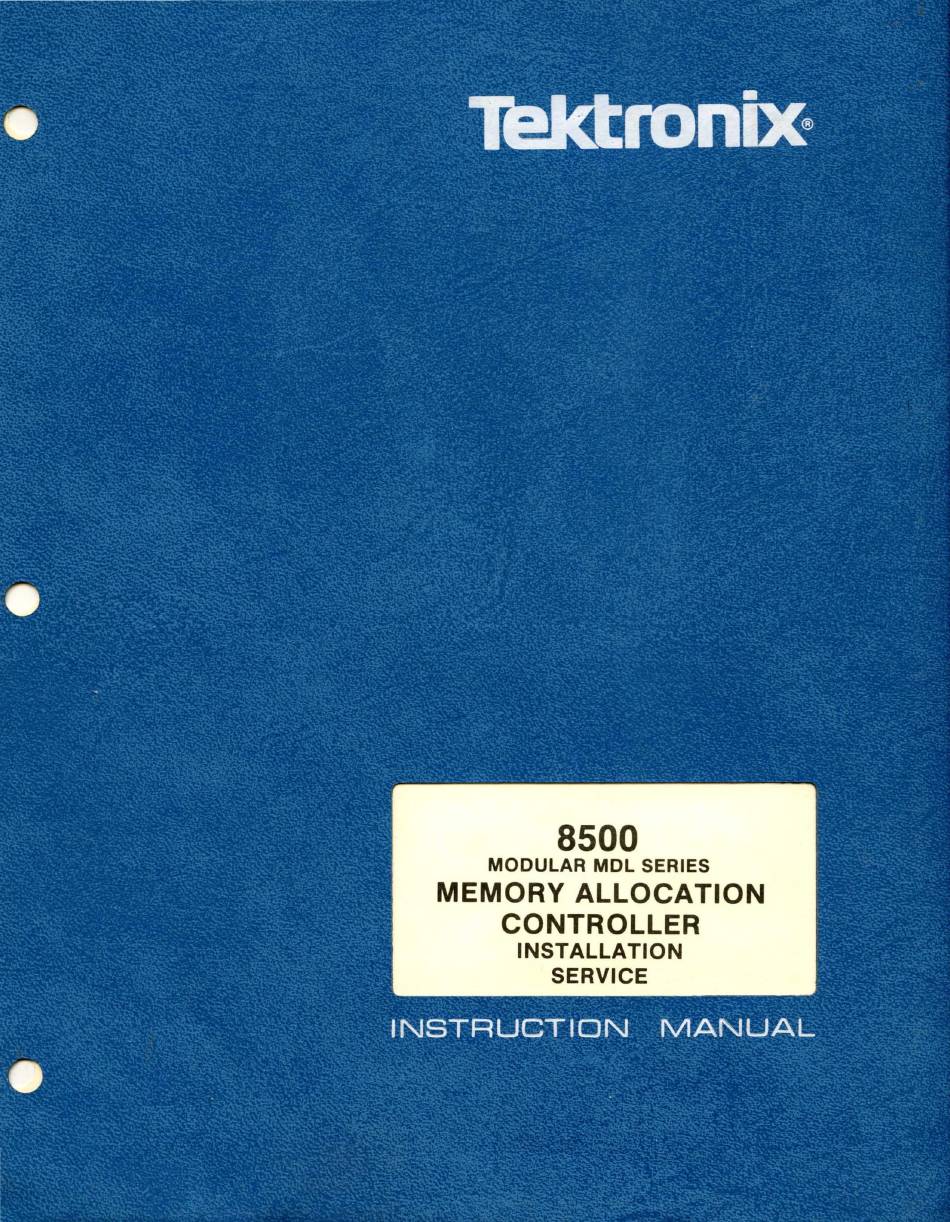 Tektronix®
8500
MODULAR MDL SERIES
MEMORY ALLOCATION
CONTROLLER
INSTALLATION
SERVICE
INSTRUCTION MANUAL